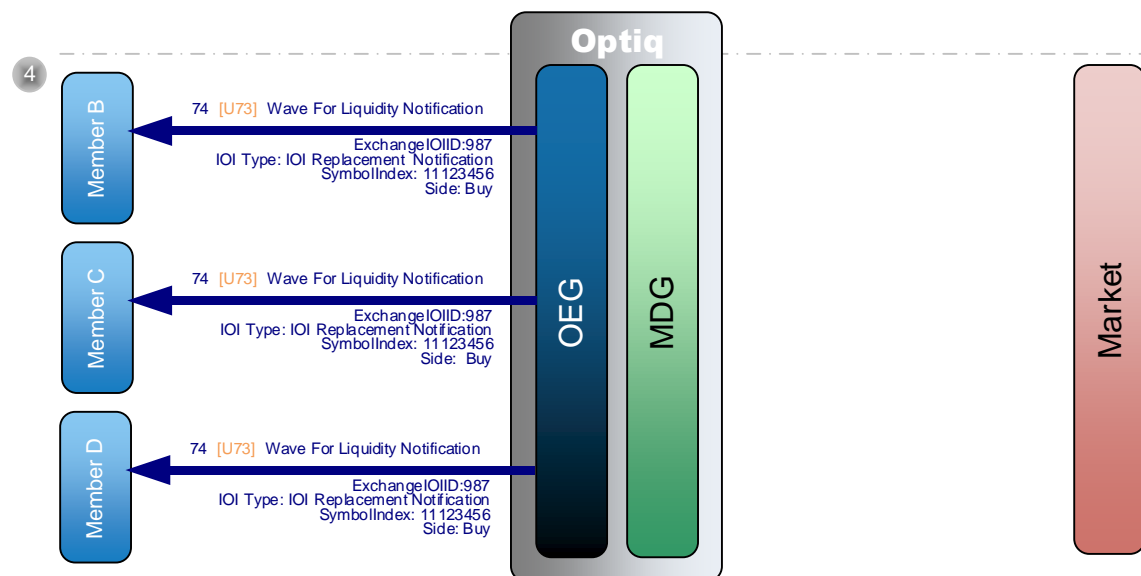 Optiq
4
Member B
74 [U73] Wave For Liquidity Notification
ExchangeIOIID:987
IOI Type: IOI Replacement Notification
SymbolIndex: 11123456
Side: Buy
Member C
74 [U73] Wave For Liquidity Notification
ExchangeIOIID:987
IOI Type: IOI Replacement Notification
SymbolIndex: 11123456
Side: Buy
Member D
74 [U73] Wave For Liquidity Notification
ExchangeIOIID:987
IOI Type: IOI Replacement Notification
SymbolIndex: 11123456
Side: Buy
OEG
MDG
Market